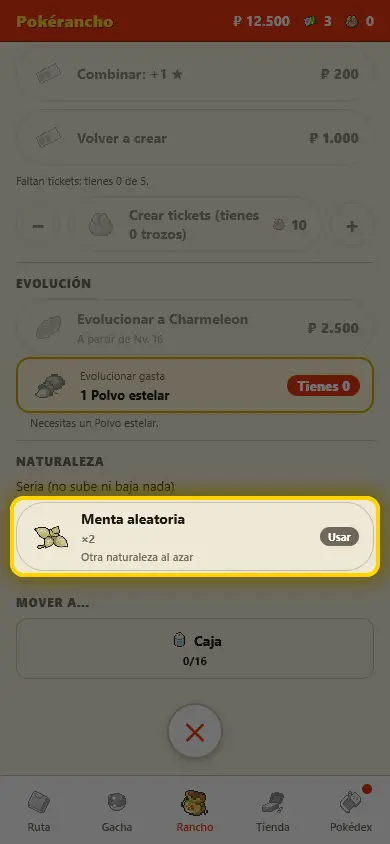 Pokérancho ₽ 12.500 3 0
Combinar: +1 ★ ₽ 200
Volver a crear ₽ 1.000
Faltan tickets: tienes 0 de 5.
− Crear tickets (tienes 0 trozos) 10 +
EVOLUCIÓN
Evolucionar a Charmeleon ₽ 2.500
A partir de Nv. 16
Evolucionar gasta
1 Polvo estelar Tienes 0
Necesitas un Polvo estelar.
NATURALEZA
Seria (no sube ni baja nada)
Menta aleatoria
×2 Usar
Otra naturaleza al azar
MOVER A...
Caja
0/16
Ruta Gacha Rancho Tienda Pokédex